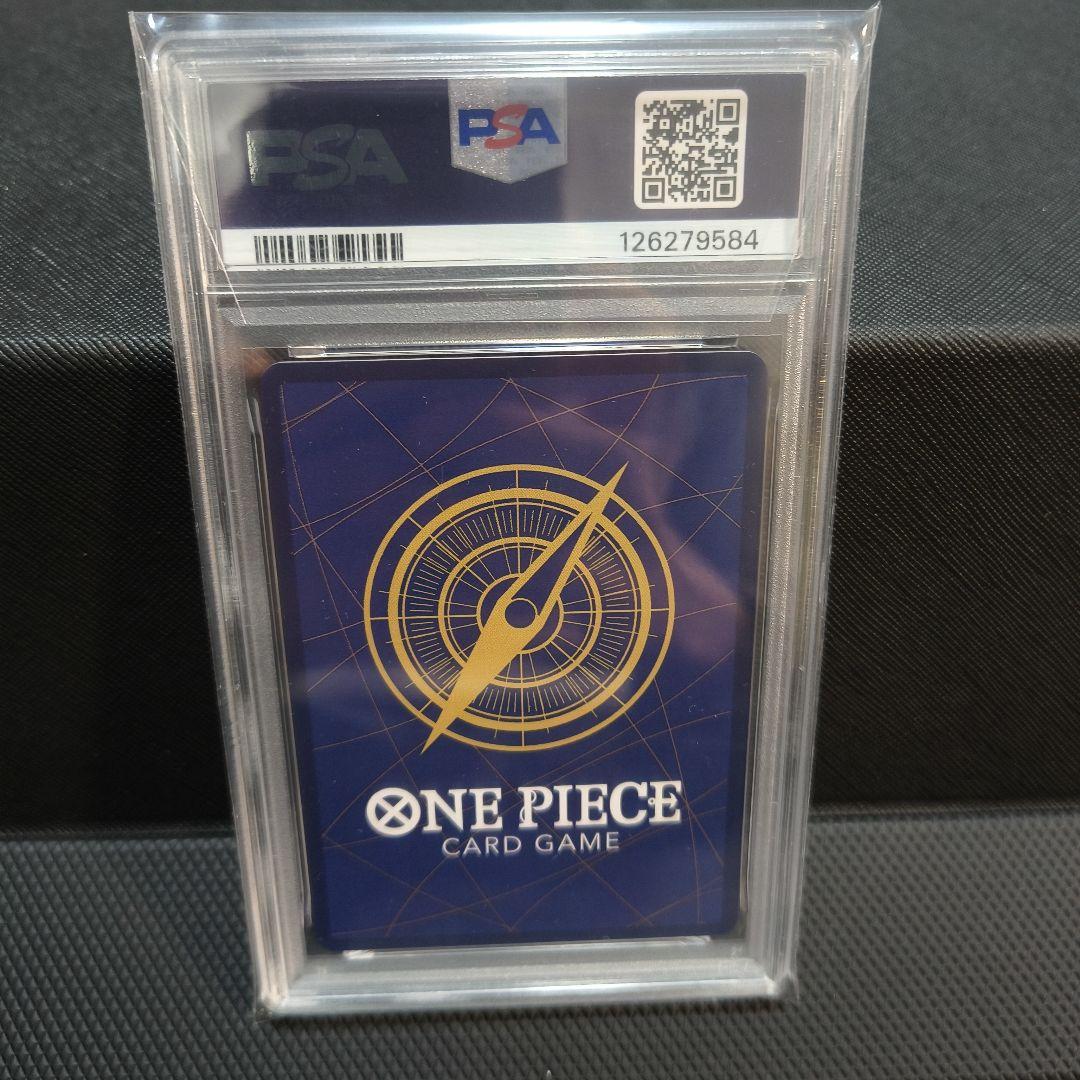 PSA
PSA
126279584
ONE PIECE
CARD GAME